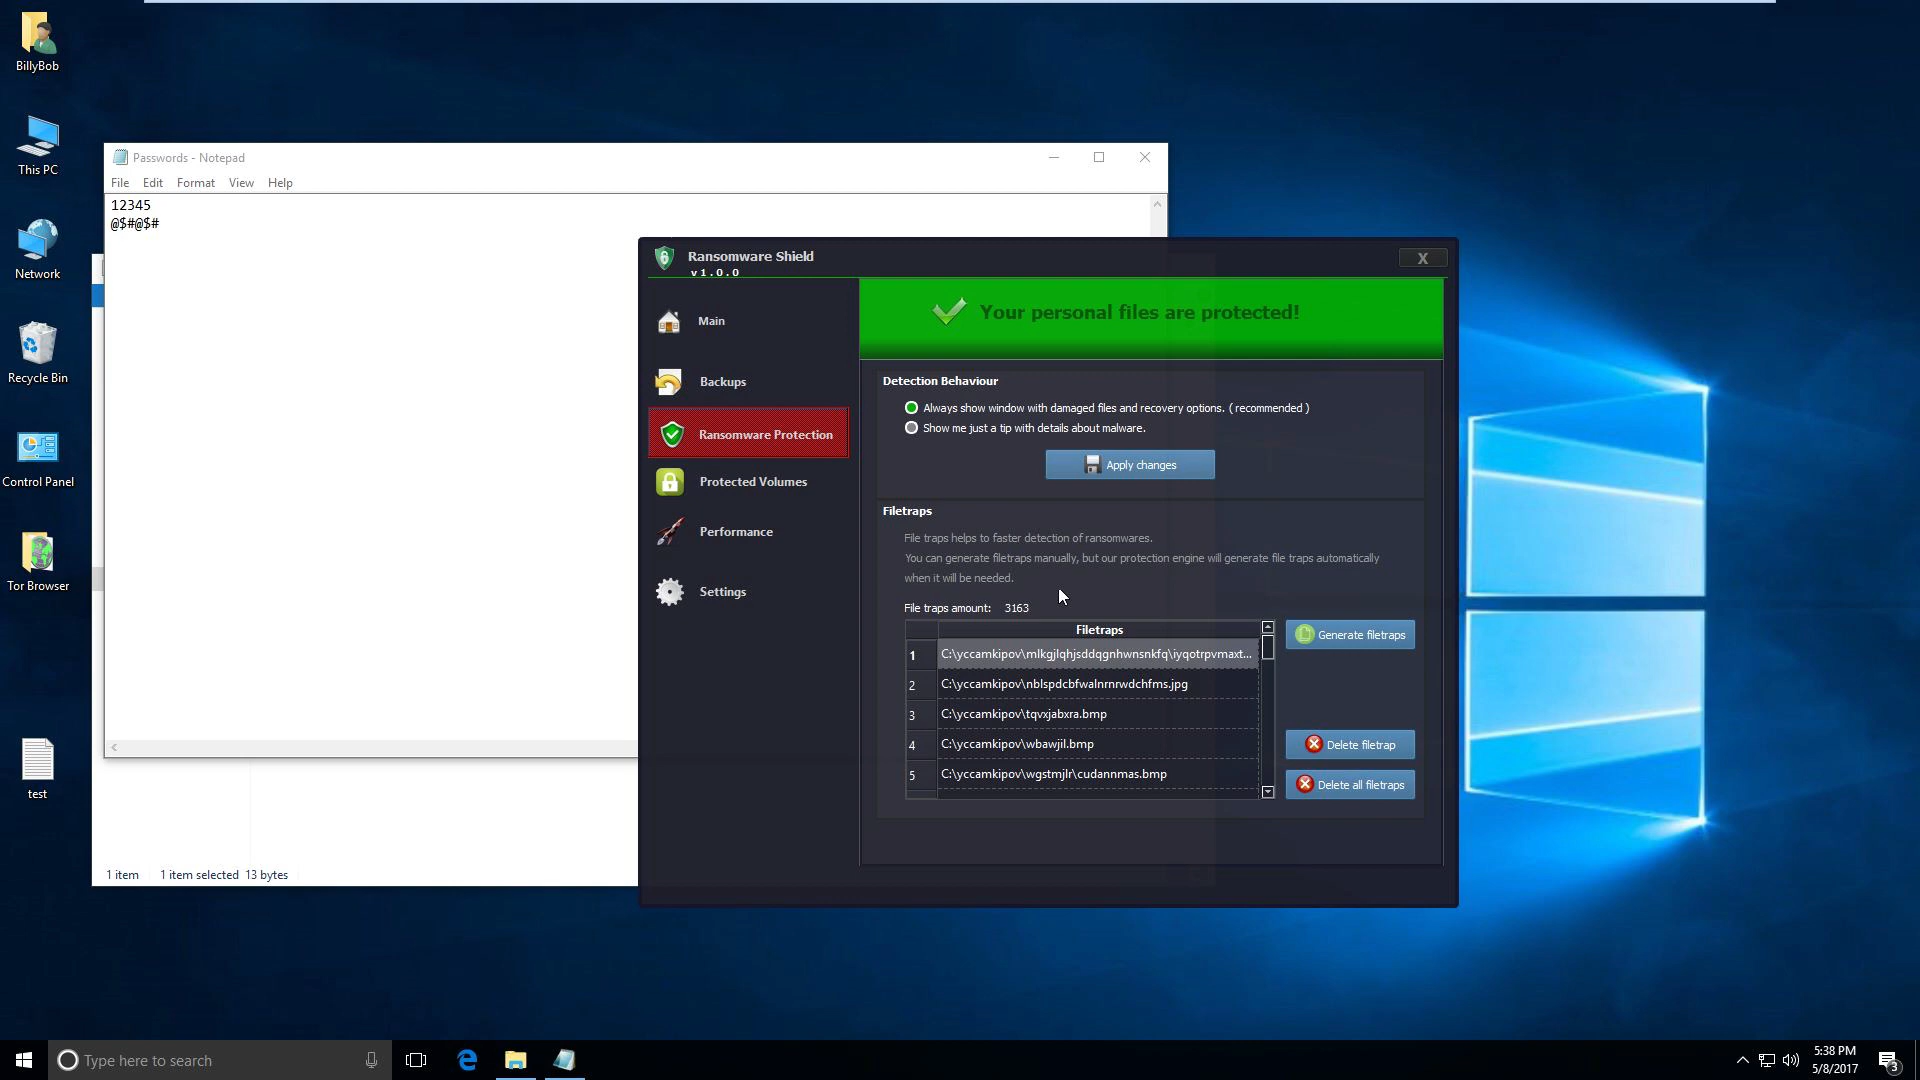 BillyBob
This PC
Network
Recycle Bin
Control Panel
Tor Browser
test
Passwords - Notepad
File Edit Format View Help
12345
@$#@$#
1 item 1 item selected 13 bytes
Ransomware Shield
v1.0.0
X
Main
Backups
Ransomware Protection
Protected Volumes
Performance
Settings
Your personal files are protected!
Detection Behaviour
Always show window with damaged files and recovery options. ( recommended )
Show me just a tip with details about malware.
Apply changes
Filetraps
File traps helps to faster detection of ransomwares.
You can generate filetraps manually, but our protection engine will generate file traps automatically
when it will be needed.
File traps amount: 3163
Filetraps
1 C:\yccamkipov\mlkgjlqhjsddqgnhwnsnkfq\iyqotrpvmaxt...
2 C:\yccamkipov\nblspdcbfwalnrnrwdchfms.jpg
3 C:\yccamkipov\tqvxjabxra.bmp
4 C:\yccamkipov\wbawjil.bmp
5 C:\yccamkipov\wgstmjlr\cudannmas.bmp
Generate filetraps
Delete filetrap
Delete all filetraps
Type here to search
5:38 PM
5/8/2017
3